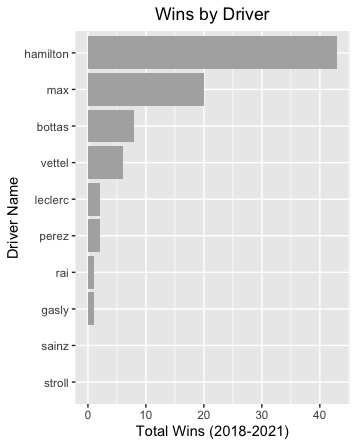 Wins by Driver
Driver Name
hamilton
max
bottas
vettel
leclerc
perez
rai
gasly
sainz
stroll
0 10 20 30 40
Total Wins (2018-2021)